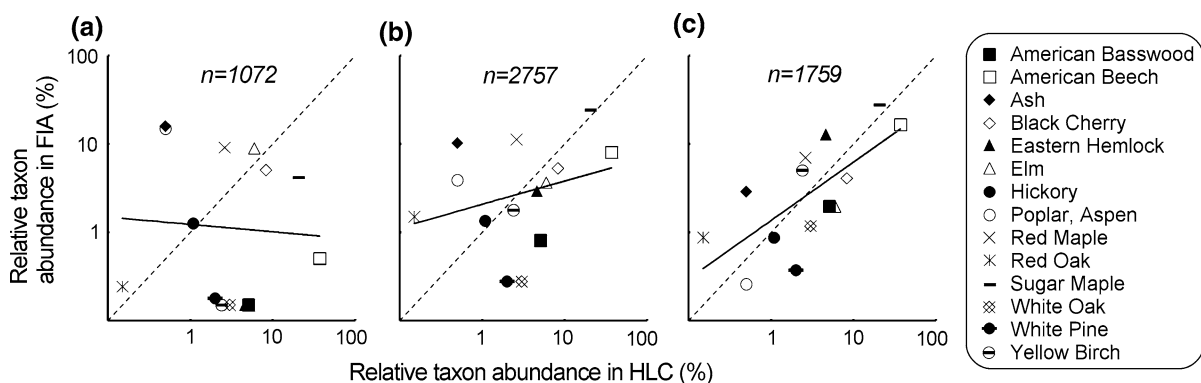 (a)
(b)
(c)
n=1072
n=2757
n=1759
100
10
1
Relative taxon
abundance in FIA (%)
1 10 100
1 10 100
1 10 100
Relative taxon abundance in HLC (%)
American Basswood
American Beech
Ash
Black Cherry
Eastern Hemlock
Elm
Hickory
Poplar, Aspen
Red Maple
Red Oak
Sugar Maple
White Oak
White Pine
Yellow Birch